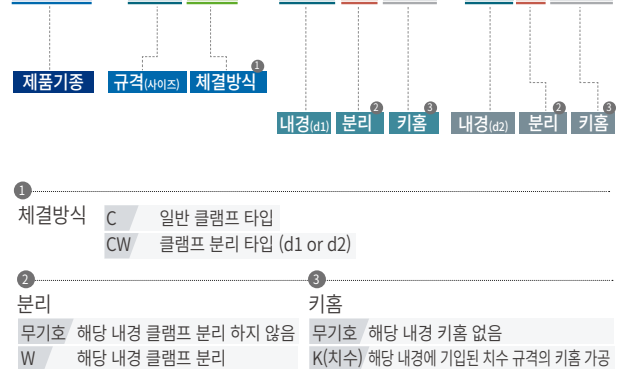 제품기종 규격(사이즈) 체결방식 1
내경(d1) 분리 2 키홈 3 내경(d2) 분리 2 키홈 3
1
체결방식 C 일반 클램프 타입
CW 클램프 분리 타입 (d1 or d2)
2
분리
무기호 해당 내경 클램프 분리 하지 않음
W 해당 내경 클램프 분리
3
키홈
무기호 해당 내경 키홈 없음
K(치수) 해당 내경에 기입된 치수 규격의 키홈 가공